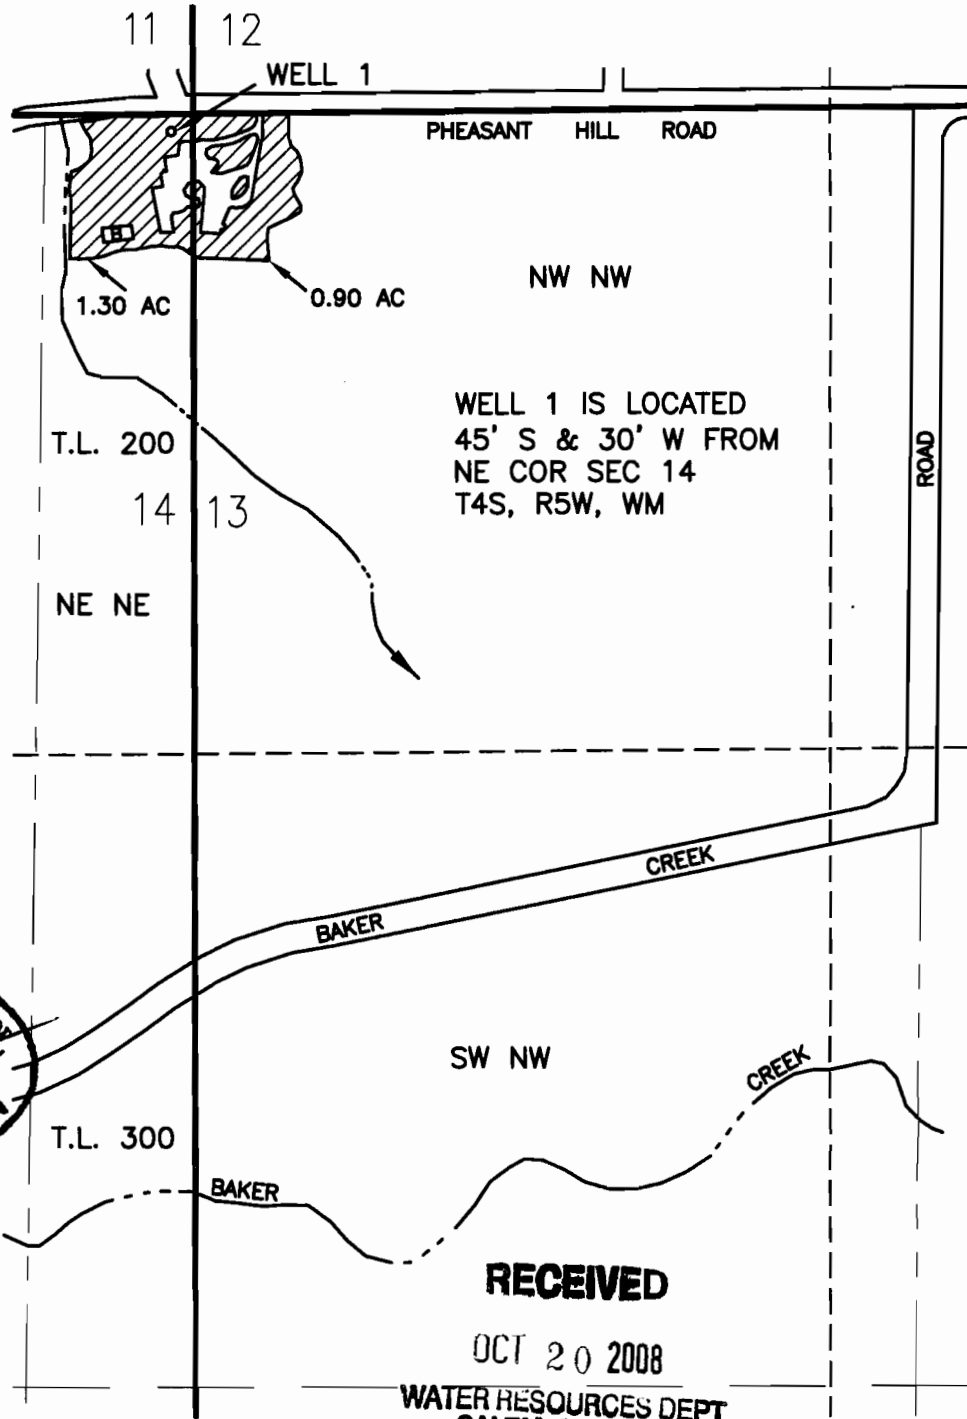 11 12
WELL 1
PHEASANT HILL ROAD
NW NW
1.30 AC
0.90 AC
WELL 1 IS LOCATED
45' S & 30' W FROM
NE COR SEC 14
T4S, R5W, WM
T.L. 200
ROAD
14 13
NE NE
CREEK
BAKER
SW NW
CREEK
T.L. 300
BAKER
RECEIVED
OCT 20 2008
WATER RESOURCES DEPT